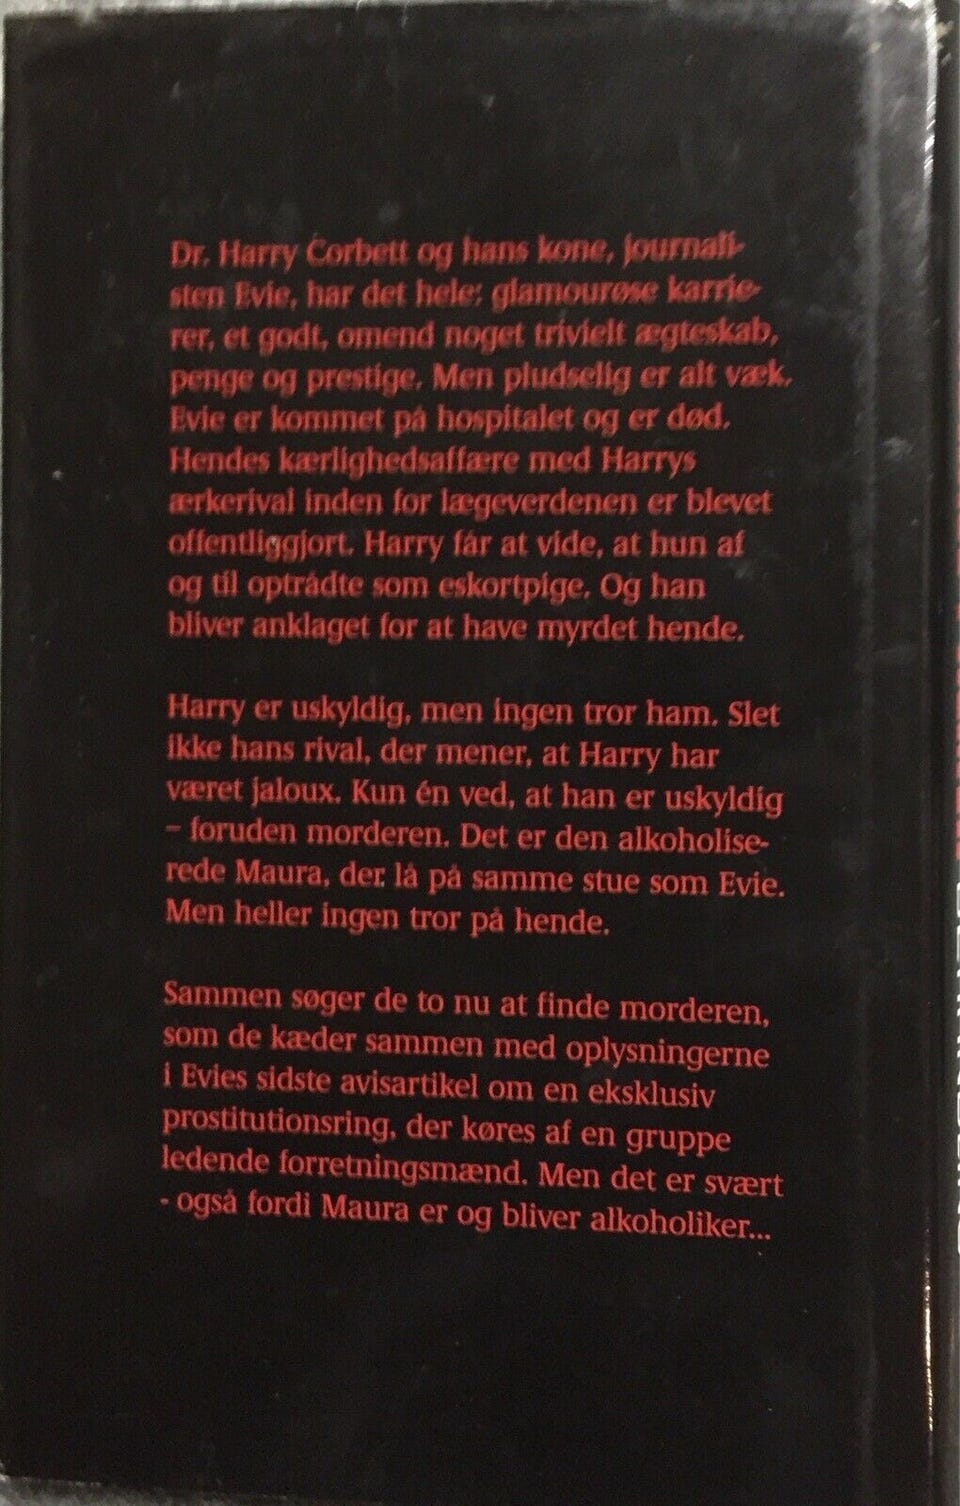 Dr. Harry Corbett og hans kone, journali-
sten Evie, har det hele: glamourøse karrie-
rer, et godt, omend noget trivielt ægteskab,
penge og prestige. Men pludselig er alt væk.
Evie er kommet på hospitalet og er død.
Hendes kærlighedsaffære med Harrys
ærkerival inden for lægeverdenen er blevet
offentliggjort. Harry får at vide, at hun af
og til optrådte som eskortpige. Og han
bliver anklaget for at have myrdet hende.
Harry er uskyldig, men ingen tror ham. Slet
ikke hans rival, der mener, at Harry har
været jaloux. Kun én ved, at han er uskyldig
– foruden morderen. Det er den alkoholise-
rede Maura, der lå på samme stue som Evie.
Men heller ingen tror på hende.
Sammen søger de to nu at finde morderen,
som de kæder sammen med oplysningerne
i Evies sidste avisartikel om en eksklusiv
prostitutionsring, der køres af en gruppe
ledende forretningsmænd. Men det er svært
- også fordi Maura er og bliver alkoholiker...